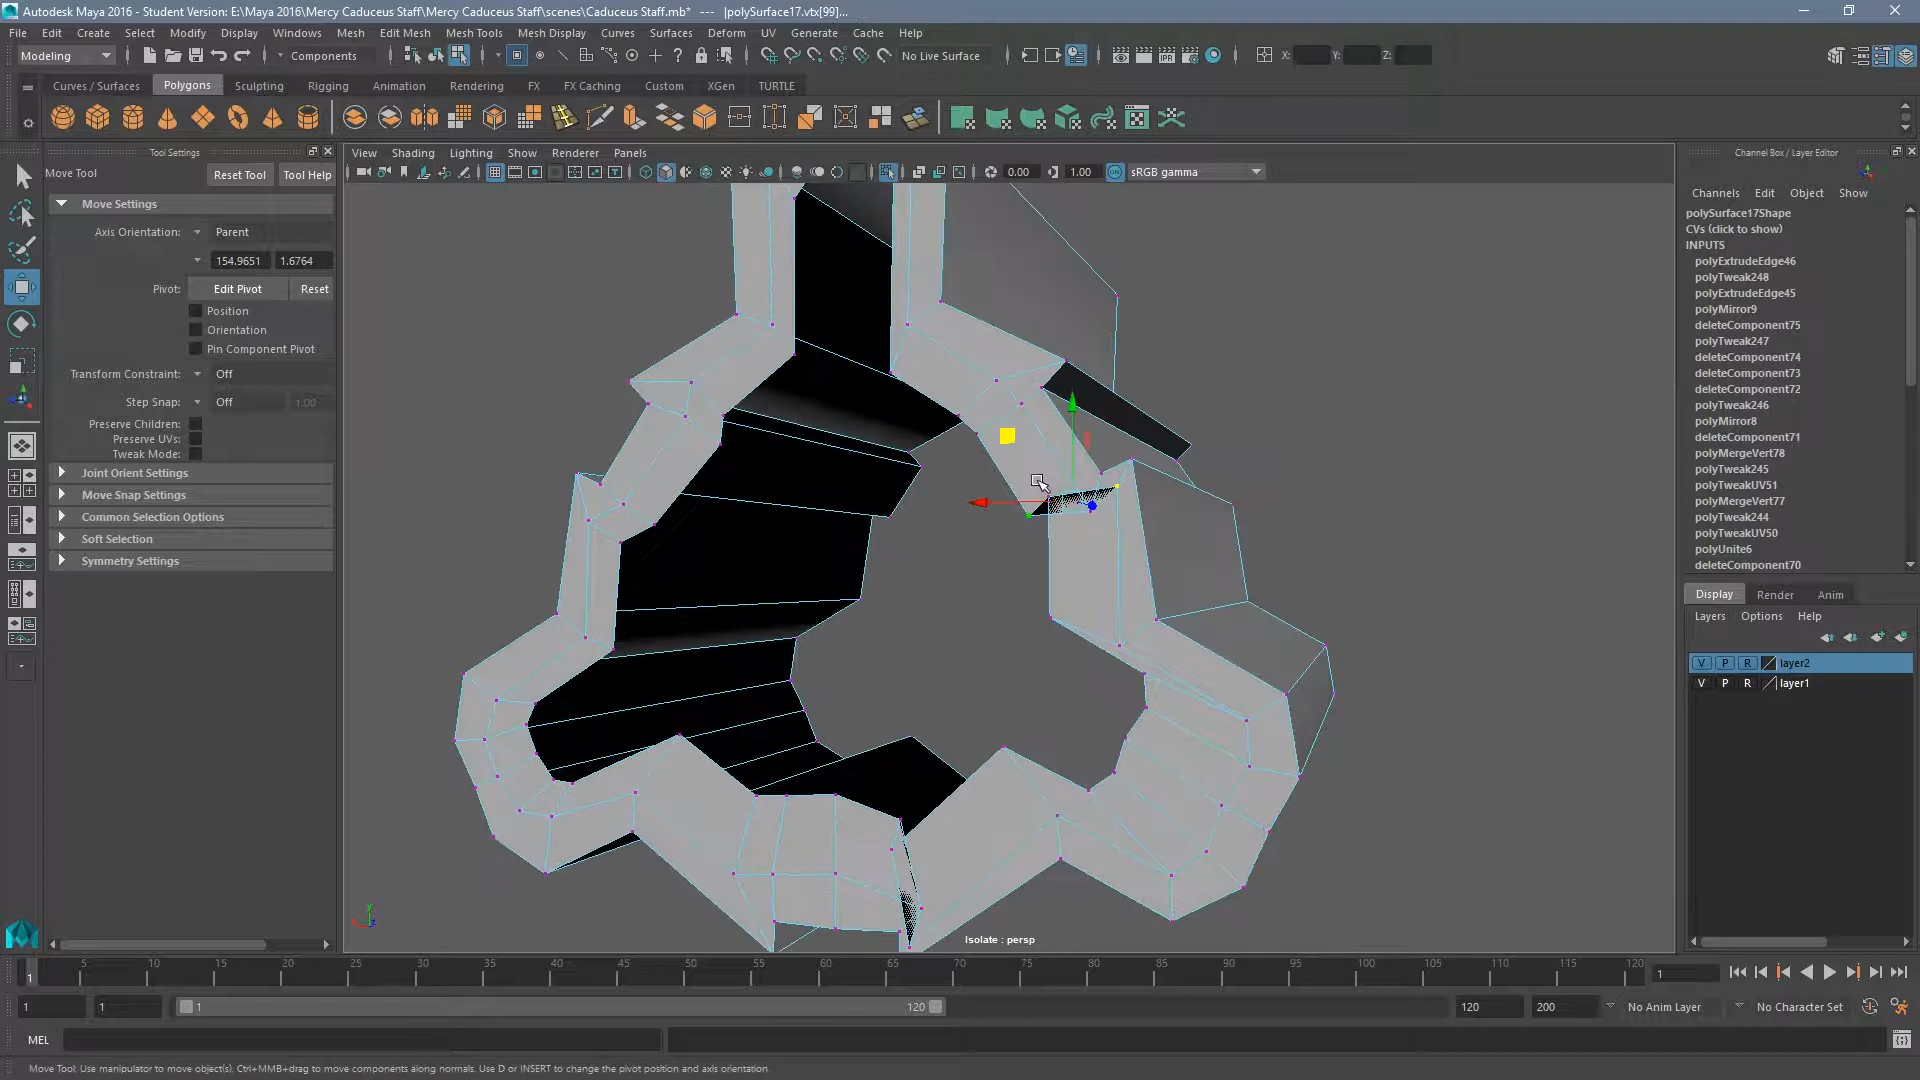 Autodesk Maya 2016 - Student Version: E:\Maya 2016\Mercy Caduceus Staff\Mercy Caduceus Staff\scenes\Caduceus Staff.mb*   ---   |polySurface17.vtx[99]...
File Edit Create Select Modify Display Windows Mesh Edit Mesh Mesh Tools Mesh Display Curves Surfaces Deform UV Generate Cache Help
Modeling Components No Live Surface X: Y: Z:
Curves / Surfaces Polygons Sculpting Rigging Animation Rendering FX FX Caching Custom XGen TURTLE
Tool Settings
Move Tool Reset Tool Tool Help
Move Settings
Axis Orientation: Parent
154.9651 1.6764
Pivot: Edit Pivot Reset
Position
Orientation
Pin Component Pivot
Transform Constraint: Off
Step Snap: Off 1.00
Preserve Children:
Preserve UVs:
Tweak Mode:
Joint Orient Settings
Move Snap Settings
Common Selection Options
Soft Selection
Symmetry Settings
View Shading Lighting Show Renderer Panels
0.00 1.00 ON sRGB gamma
Isolate : persp
Channel Box / Layer Editor
Channels Edit Object Show
polySurface17Shape
CVs (click to show)
INPUTS
polyExtrudeEdge46
polyTweak248
polyExtrudeEdge45
polyMirror9
deleteComponent75
polyTweak247
deleteComponent74
deleteComponent73
deleteComponent72
polyTweak246
polyMirror8
deleteComponent71
polyMergeVert78
polyTweak245
polyTweakUV51
polyMergeVert77
polyTweak244
polyTweakUV50
polyUnite6
deleteComponent70
Display Render Anim
Layers Options Help
V P R layer2
V P R layer1
5 10 15 20 25 30 35 40 45 50 55 60 65 70 75 80 85 90 95 100 105 110 115 120
1 1
1 1 1 120 120 200 No Anim Layer No Character Set
MEL
Move Tool: Use manipulator to move object(s). Ctrl+MMB+drag to move components along normals. Use D or INSERT to change the pivot position and axis orientation.